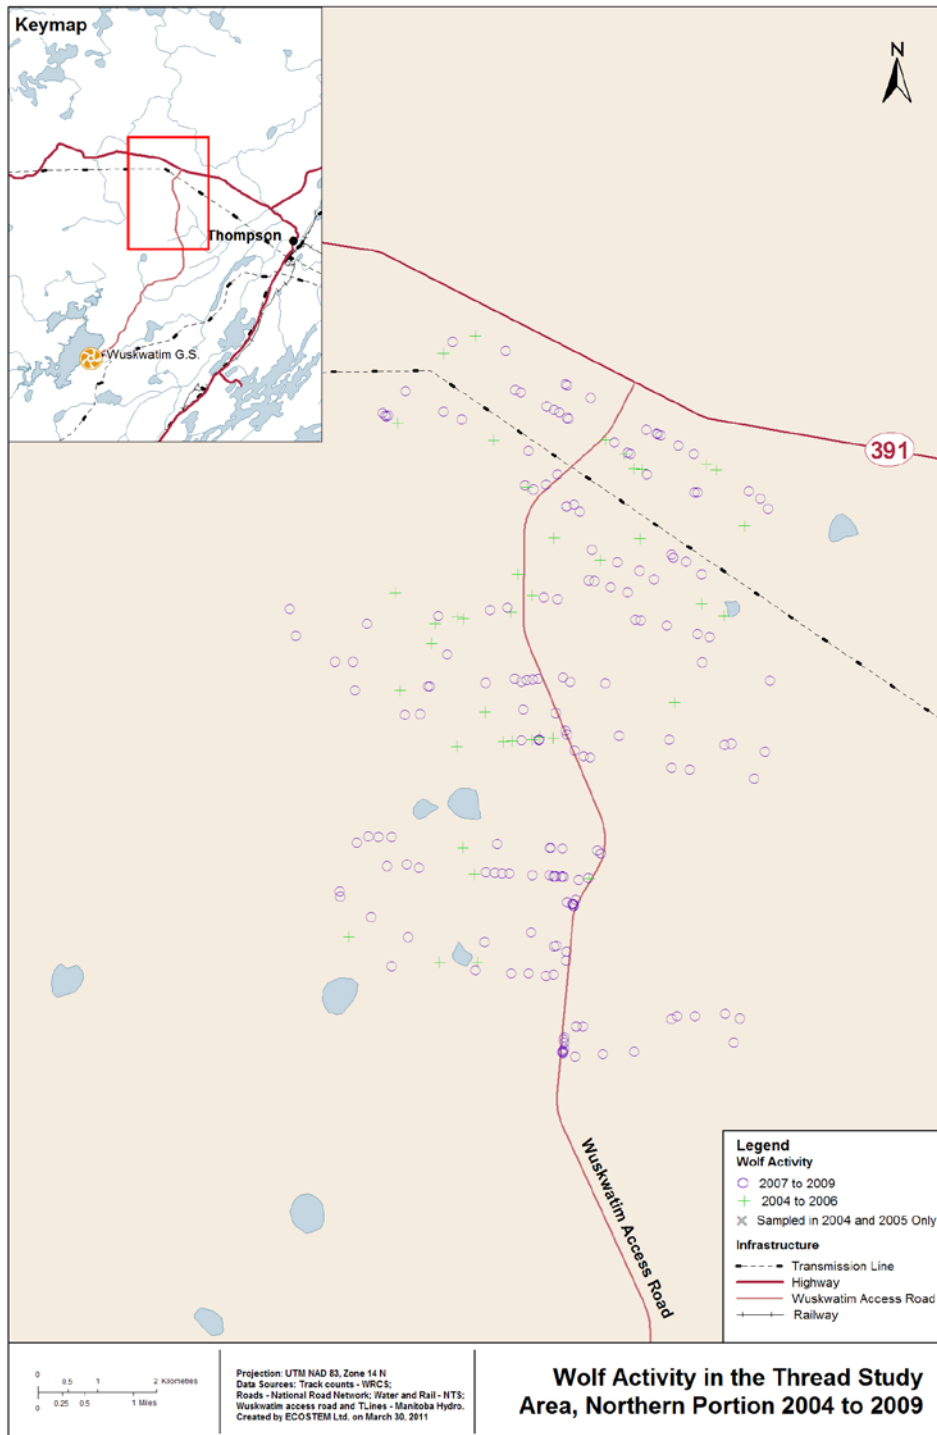 Keymap
Thompson
Wuskwatim G.S.
391
Wuskwatim Access Road
Legend
Wolf Activity
2007 to 2009
2004 to 2006
Sampled in 2004 and 2005 Only
Infrastructure
Transmission Line
Highway
Wuskwatim Access Road
Railway
0 0.5 1 2 Kilometres
0 0.25 0.5 1 Miles
Projection: UTM NAD 83, Zone 14 N
Data Sources: Track counts - WRCS;
Roads - National Road Network; Water and Rail - NTS;
Wuskwatim access road and TLines - Manitoba Hydro.
Created by ECOSTEM Ltd. on March 30, 2011
Wolf Activity in the Thread Study
Area, Northern Portion 2004 to 2009